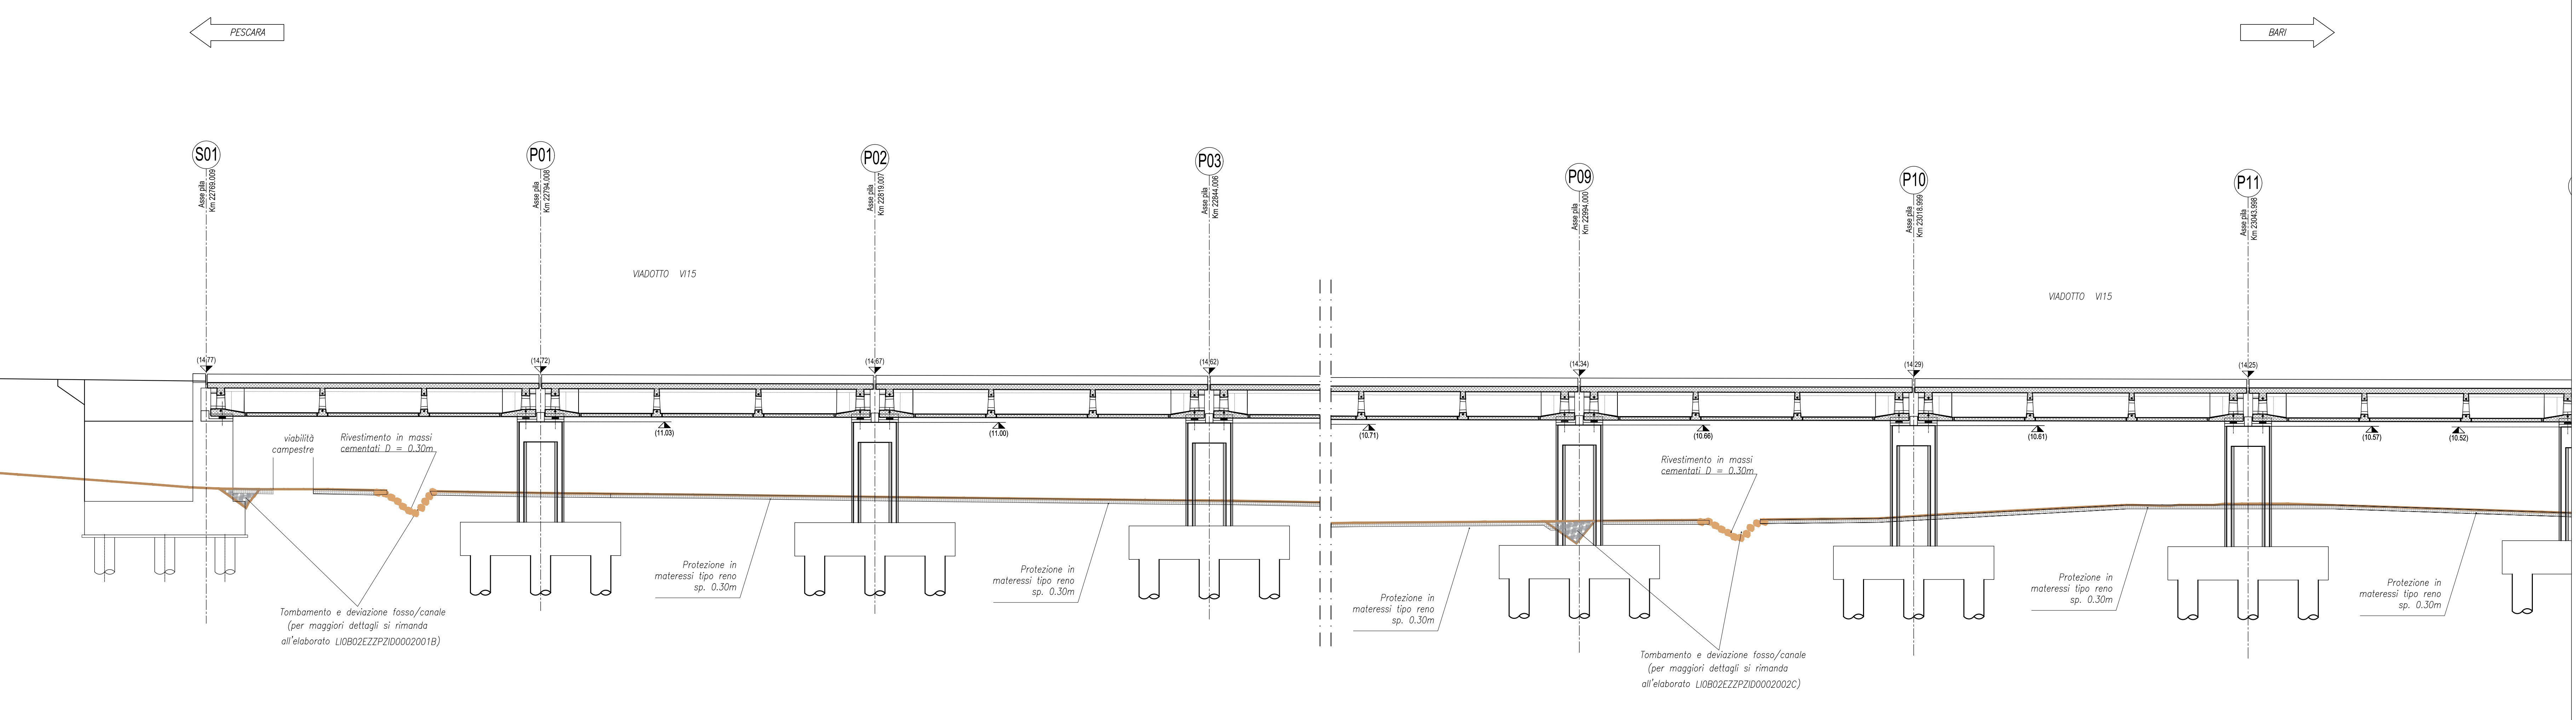 PESCARA
BARI
S01
Asse pila
Km 22769.009
P01
Asse pila
Km 22794.008
P02
Asse pila
Km 22819.007
P03
Asse pila
Km 22844.006
P09
Asse pila
Km 22994.000
P10
Asse pila
Km 23018.999
P11
Asse pila
Km 23043.998
VIADOTTO VI15
VIADOTTO VI15
(14.77)
(14.72)
(14.67)
(14.62)
(14.34)
(14.29)
(14.25)
(11.03)
(11.00)
(10.71)
(10.66)
(10.61)
(10.57)
(10.52)
viabilità
campestre
Rivestimento in massi
cementati D = 0.30m
Rivestimento in massi
cementati D = 0.30m
Protezione in
materessi tipo reno
sp. 0.30m
Protezione in
materessi tipo reno
sp. 0.30m
Protezione in
materessi tipo reno
sp. 0.30m
Protezione in
materessi tipo reno
sp. 0.30m
Protezione in
materessi tipo reno
sp. 0.30m
Tombamento e deviazione fosso/canale
(per maggiori dettagli si rimanda
all'elaborato LI0B02EZZPZID0002001B)
Tombamento e deviazione fosso/canale
(per maggiori dettagli si rimanda
all'elaborato LI0B02EZZPZID0002002C)